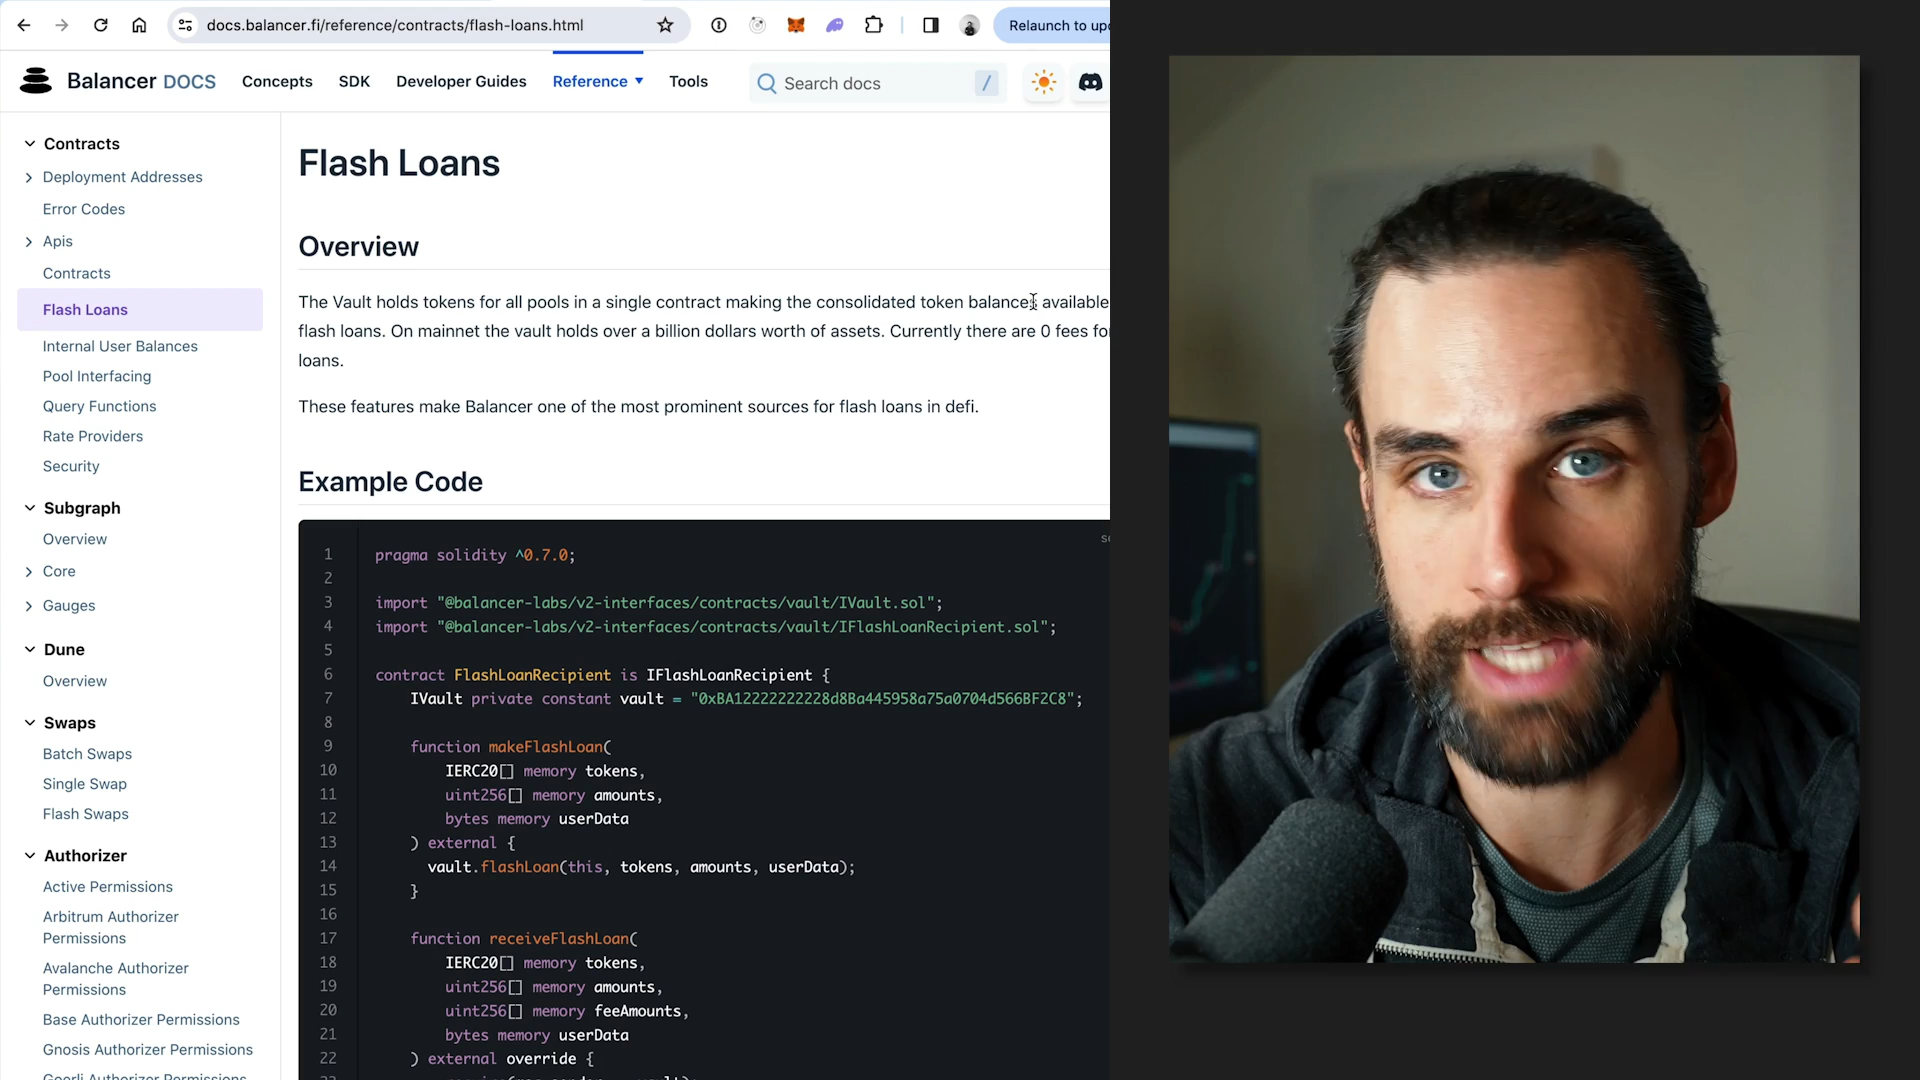 docs.balancer.fi/reference/contracts/flash-loans.html
Relaunch to up
Balancer DOCS
Concepts
SDK
Developer Guides
Reference
Tools
Search docs
/
Contracts
Deployment Addresses
Error Codes
Apis
Contracts
Flash Loans
Internal User Balances
Pool Interfacing
Query Functions
Rate Providers
Security
Subgraph
Overview
Core
Gauges
Dune
Overview
Swaps
Batch Swaps
Single Swap
Flash Swaps
Authorizer
Active Permissions
Arbitrum Authorizer
Permissions
Avalanche Authorizer
Permissions
Base Authorizer Permissions
Gnosis Authorizer Permissions
Goerli Authorizer Permissions
Flash Loans
Overview
The Vault holds tokens for all pools in a single contract making the consolidated token balances available
flash loans. On mainnet the vault holds over a billion dollars worth of assets. Currently there are 0 fees for
loans.
These features make Balancer one of the most prominent sources for flash loans in defi.
Example Code
1 pragma solidity ^0.7.0;
2
3 import "@balancer-labs/v2-interfaces/contracts/vault/IVault.sol";
4 import "@balancer-labs/v2-interfaces/contracts/vault/IFlashLoanRecipient.sol";
5
6 contract FlashLoanRecipient is IFlashLoanRecipient {
7 IVault private constant vault = "0xBA12222222228d8Ba445958a75a0704d566BF2C8";
8
9 function makeFlashLoan(
10 IERC20[] memory tokens,
11 uint256[] memory amounts,
12 bytes memory userData
13 ) external {
14 vault.flashLoan(this, tokens, amounts, userData);
15 }
16
17 function receiveFlashLoan(
18 IERC20[] memory tokens,
19 uint256[] memory amounts,
20 uint256[] memory feeAmounts,
21 bytes memory userData
22 ) external override {